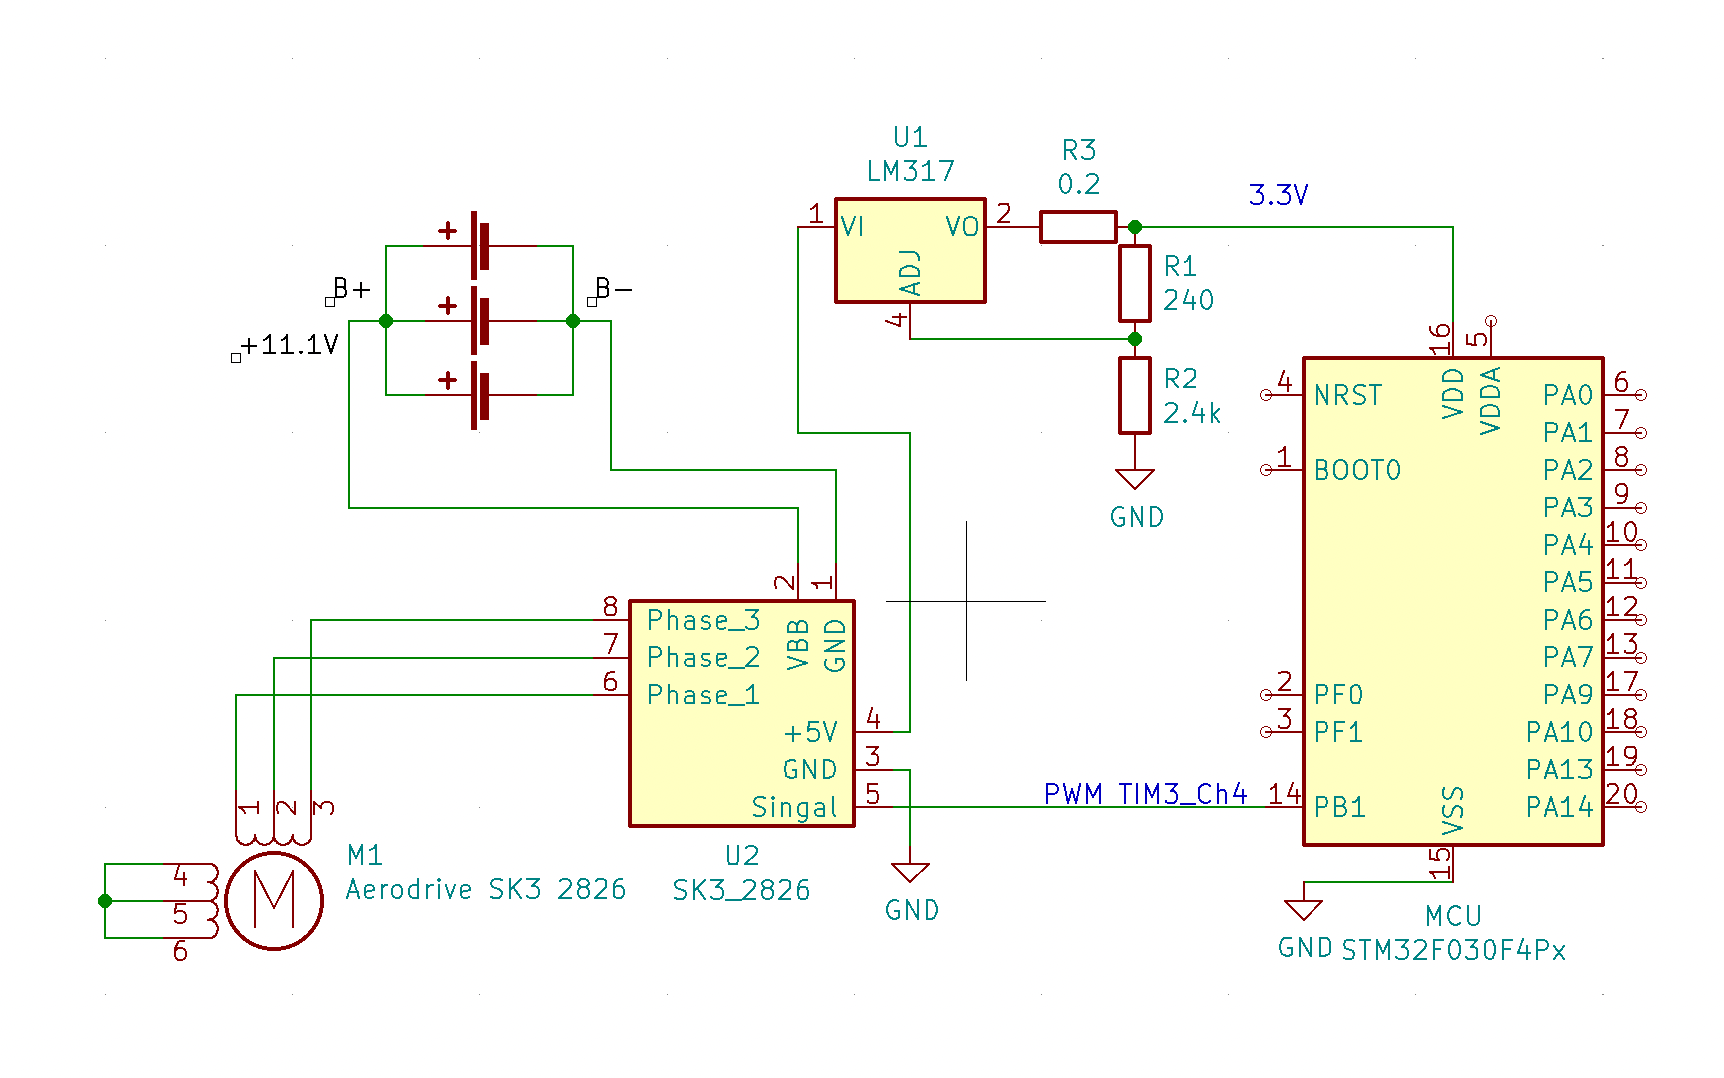 U1
LM317
1
VI
VO
2
ADJ
4
R3
0.2
3.3V
R1
240
R2
2.4k
GND
+
B+
+
B-
+11.1V
+
16
5
4
NRST
VDD
VDDA
PA0
6
PA1
7
1
BOOT0
PA2
8
PA3
9
PA4
10
PA5
11
PA6
12
PA7
13
2
PF0
PA9
17
3
PF1
PA10
18
PA13
19
PWM TIM3_Ch4
14
PB1
VSS
PA14
20
15
GND
MCU
STM32F030F4Px
2
1
8
Phase_3
VBB
GND
7
Phase_2
6
Phase_1
+5V
4
GND
3
Singal
5
U2
SK3_2826
GND
1
2
3
M1
Aerodrive SK3 2826
4
5
6
M